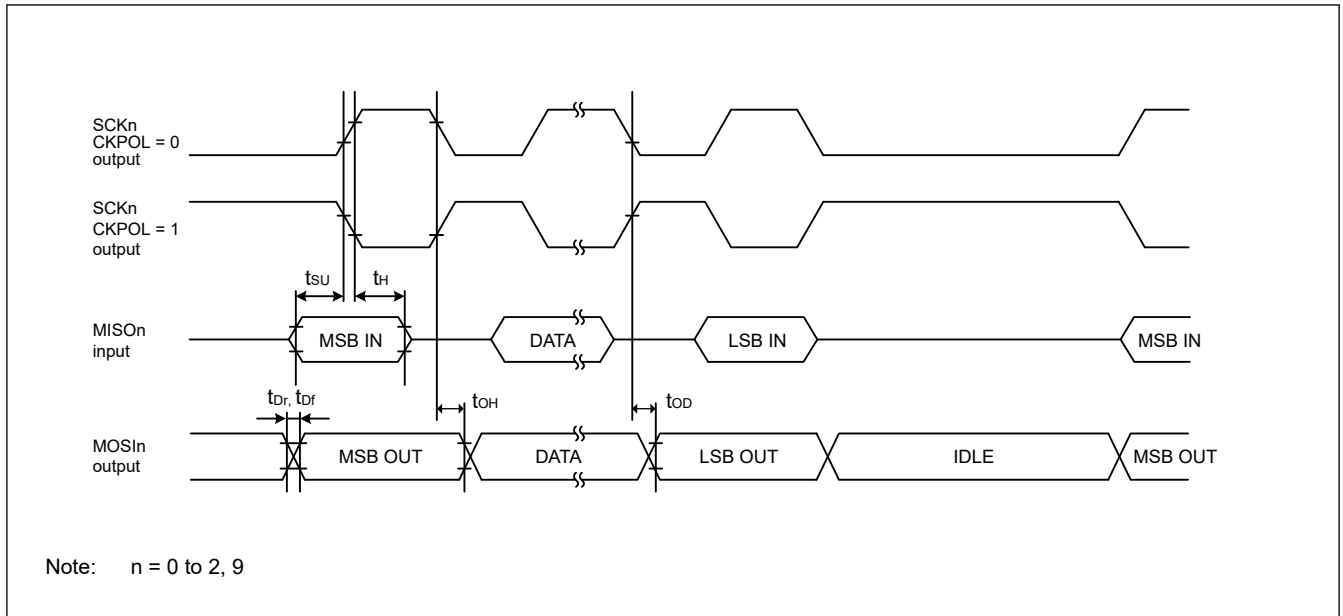 SCKn
CKPOL = 0
output
SCKn
CKPOL = 1
output
tSU
tH
MISOn
input
MSB IN
DATA
LSB IN
MSB IN
tDr, tDf
tOH
tOD
MOSIn
output
MSB OUT
DATA
LSB OUT
IDLE
MSB OUT
Note: n = 0 to 2, 9